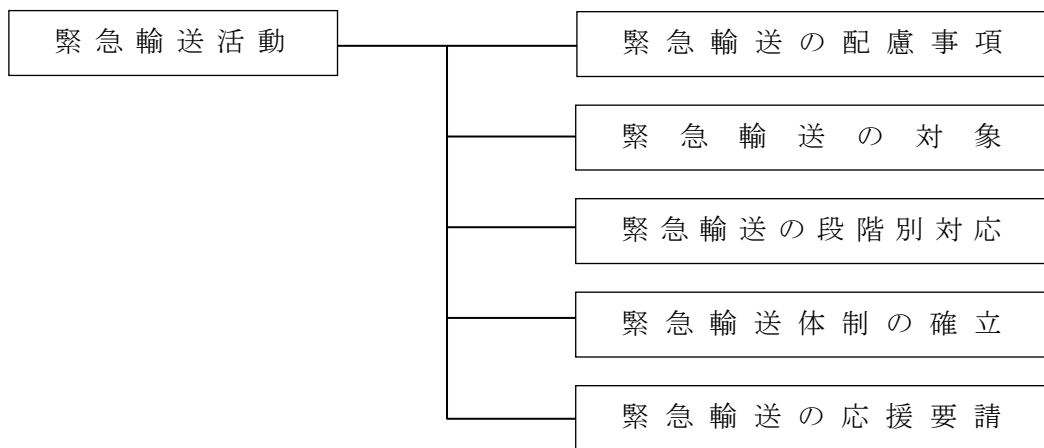 緊急輸送活動
緊急輸送の配慮事項
緊急輸送の対象
緊急輸送の段階別対応
緊急輸送体制の確立
緊急輸送の応援要請